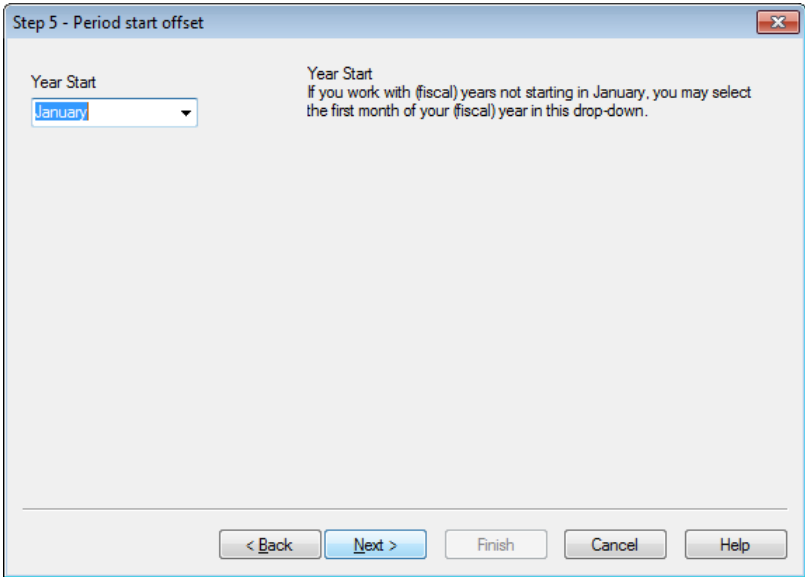 Step 5 - Period start offset
Year Start
January
Year Start
If you work with (fiscal) years not starting in January, you may select
the first month of your (fiscal) year in this drop-down.
< Back
Next >
Finish
Cancel
Help